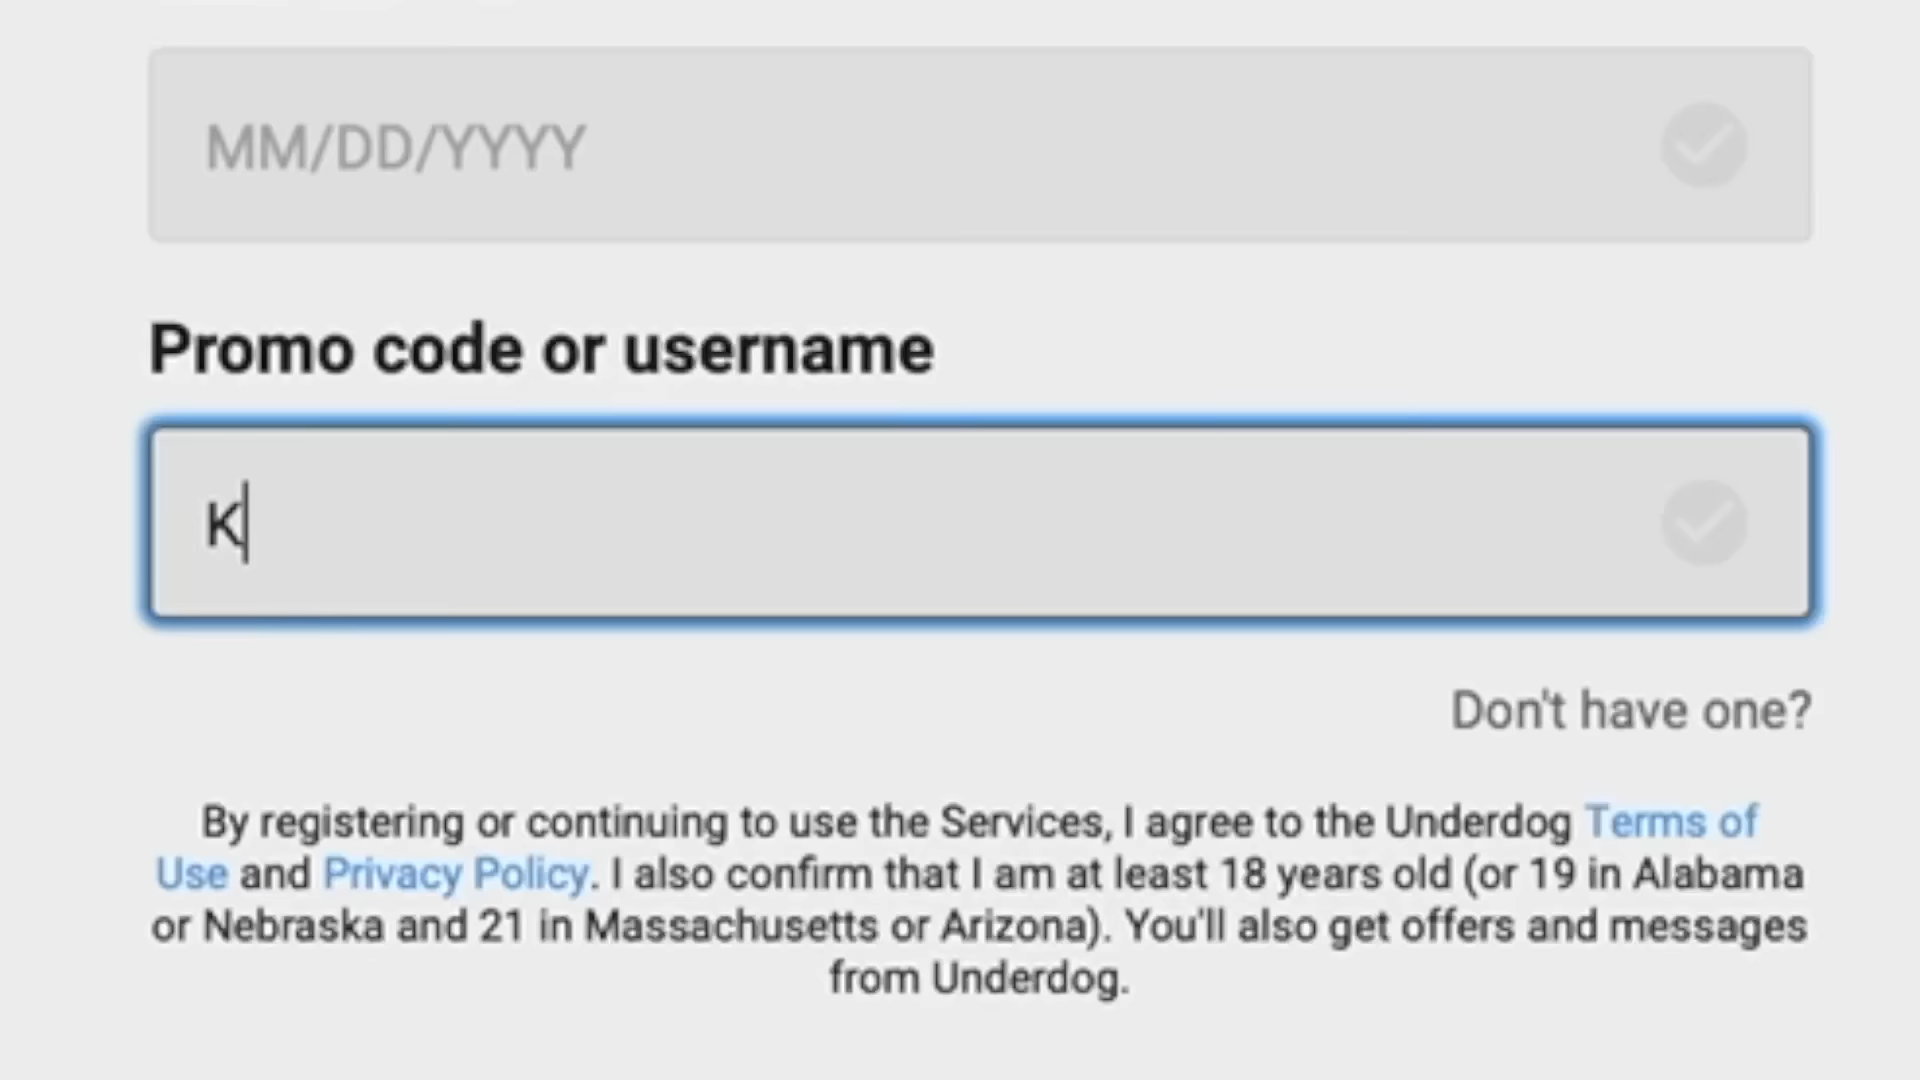 MM/DD/YYYY
Promo code or username
K
Don't have one?
By registering or continuing to use the Services, I agree to the Underdog Terms of
Use and Privacy Policy. I also confirm that I am at least 18 years old (or 19 in Alabama
or Nebraska and 21 in Massachusetts or Arizona). You'll also get offers and messages
from Underdog.